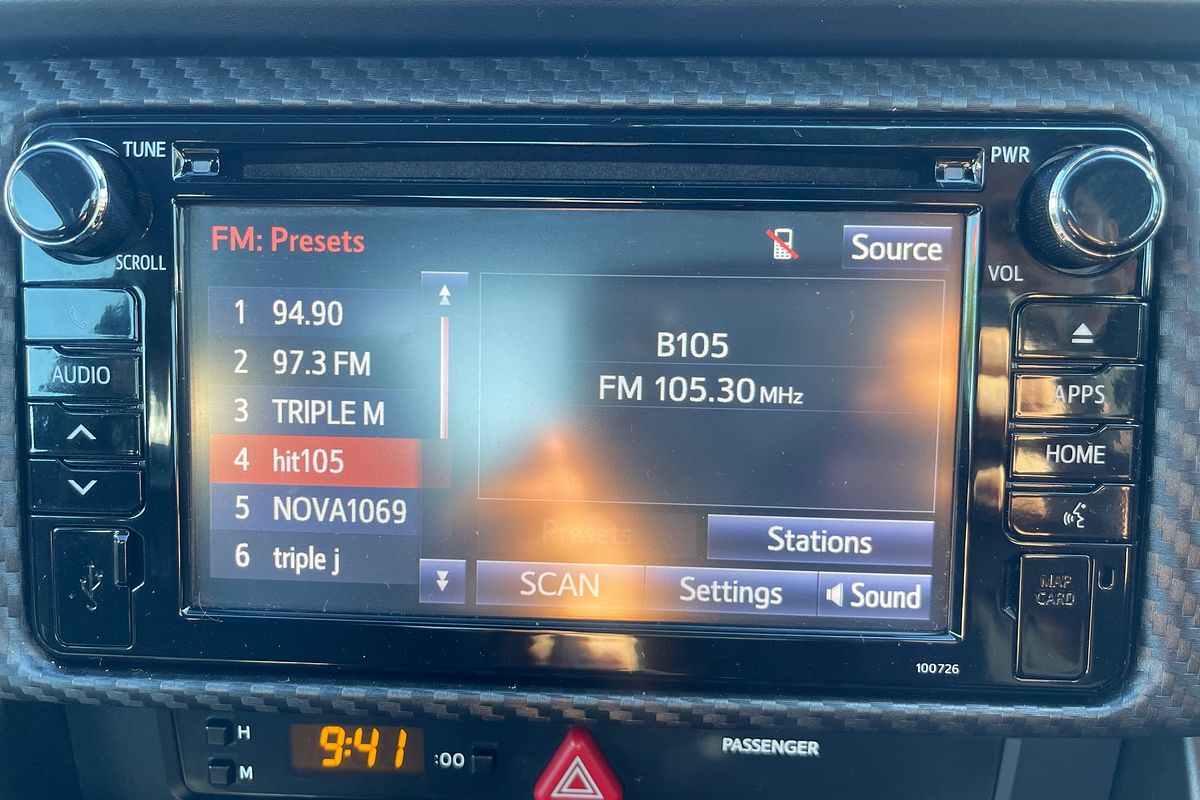 TUNE
PWR
SCROLL
VOL
FM: Presets
Source
1 94.90
2 97.3 FM
3 TRIPLE M
4 hit105
5 NOVA1069
6 triple j
B105
FM 105.30 MHz
Presets
Stations
SCAN
Settings
Sound
AUDIO
APPS
HOME
MAP
CARD
100726
H
M
9:41
:00
PASSENGER